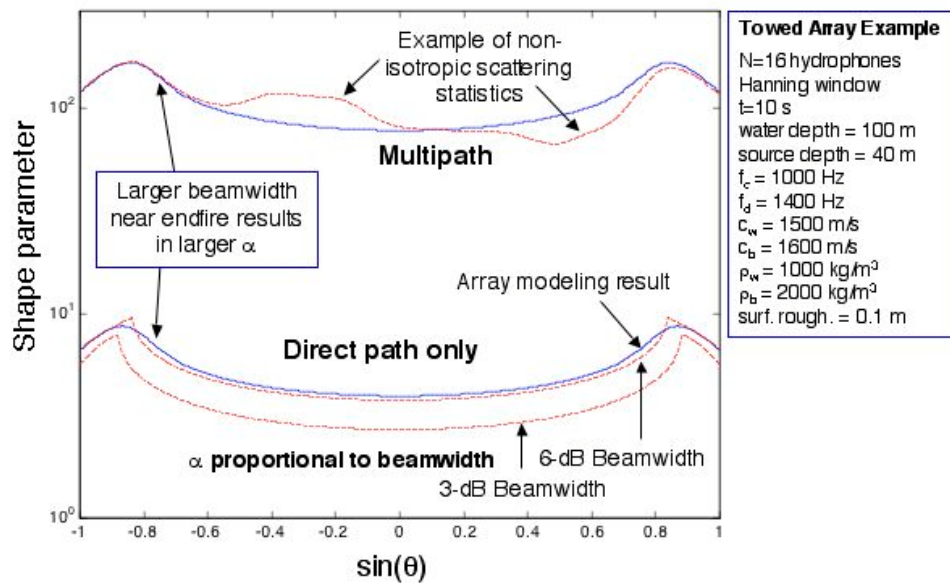 Example of non-
isotropic scattering
statistics
Multipath
Larger beamwidth
near endfire results
in larger α
Array modeling result
Direct path only
α proportional to beamwidth
6-dB Beamwidth
3-dB Beamwidth
Shape parameter
10²
10¹
10⁰
-1 -0.8 -0.6 -0.4 -0.2 0 0.2 0.4 0.6 0.8 1
sin(θ)
Towed Array Example
N=16 hydrophones
Hanning window
t=10 s
water depth = 100 m
source depth = 40 m
f_c = 1000 Hz
f_d = 1400 Hz
c_w = 1500 m/s
c_b = 1600 m/s
ρ_w = 1000 kg/m³
ρ_b = 2000 kg/m³
surf. rough. = 0.1 m